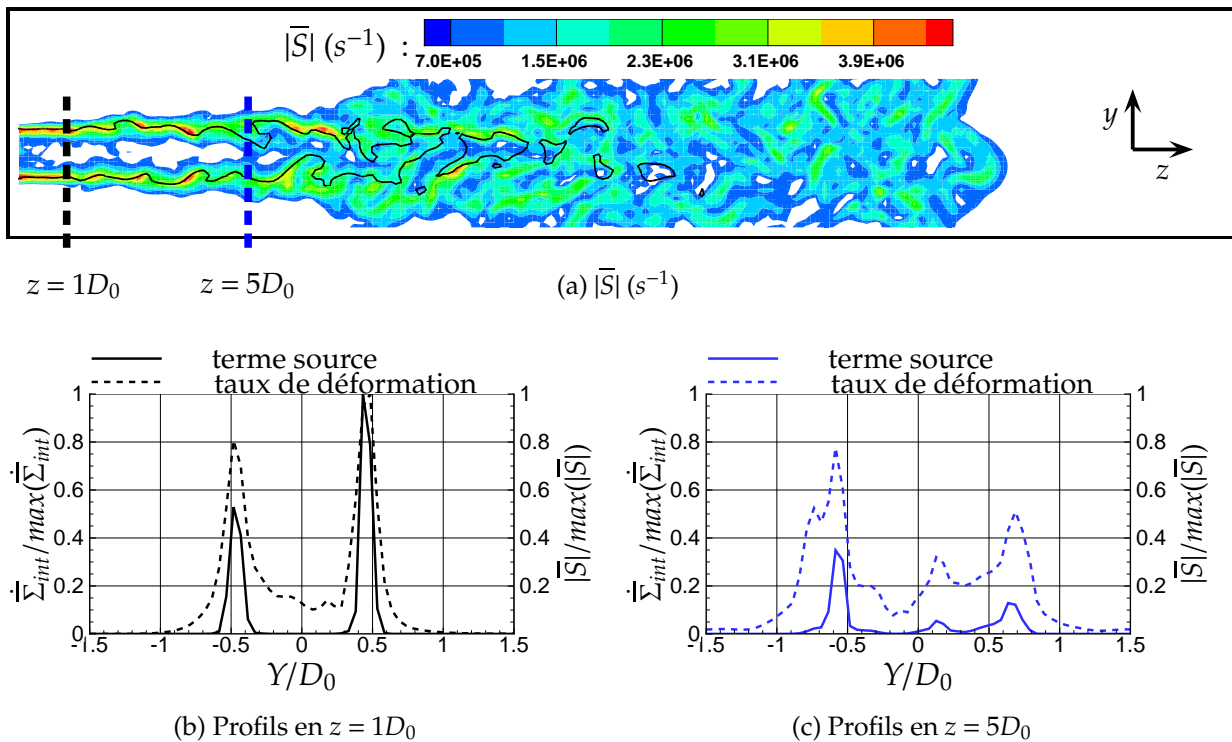 |S̅| (s⁻¹) :
7.0E+05 1.5E+06 2.3E+06 3.1E+06 3.9E+06
y
z
z = 1D₀ z = 5D₀ (a) |S̅| (s⁻¹)
terme source
taux de déformation
1 0.8 0.6 0.4 0.2 0
-1.5 -1 -0.5 0 0.5 1 1.5
1 0.8 0.6 0.4 0.2
Σ̅̇_int/max(Σ̅̇_int)
|S̅|/max(|S̅|)
Y/D₀
(b) Profils en z = 1D₀
terme source
taux de déformation
1 0.8 0.6 0.4 0.2 0
-1.5 -1 -0.5 0 0.5 1 1.5
1 0.8 0.6 0.4 0.2
Σ̅̇_int/max(Σ̅̇_int)
|S̅|/max(|S̅|)
Y/D₀
(c) Profils en z = 5D₀